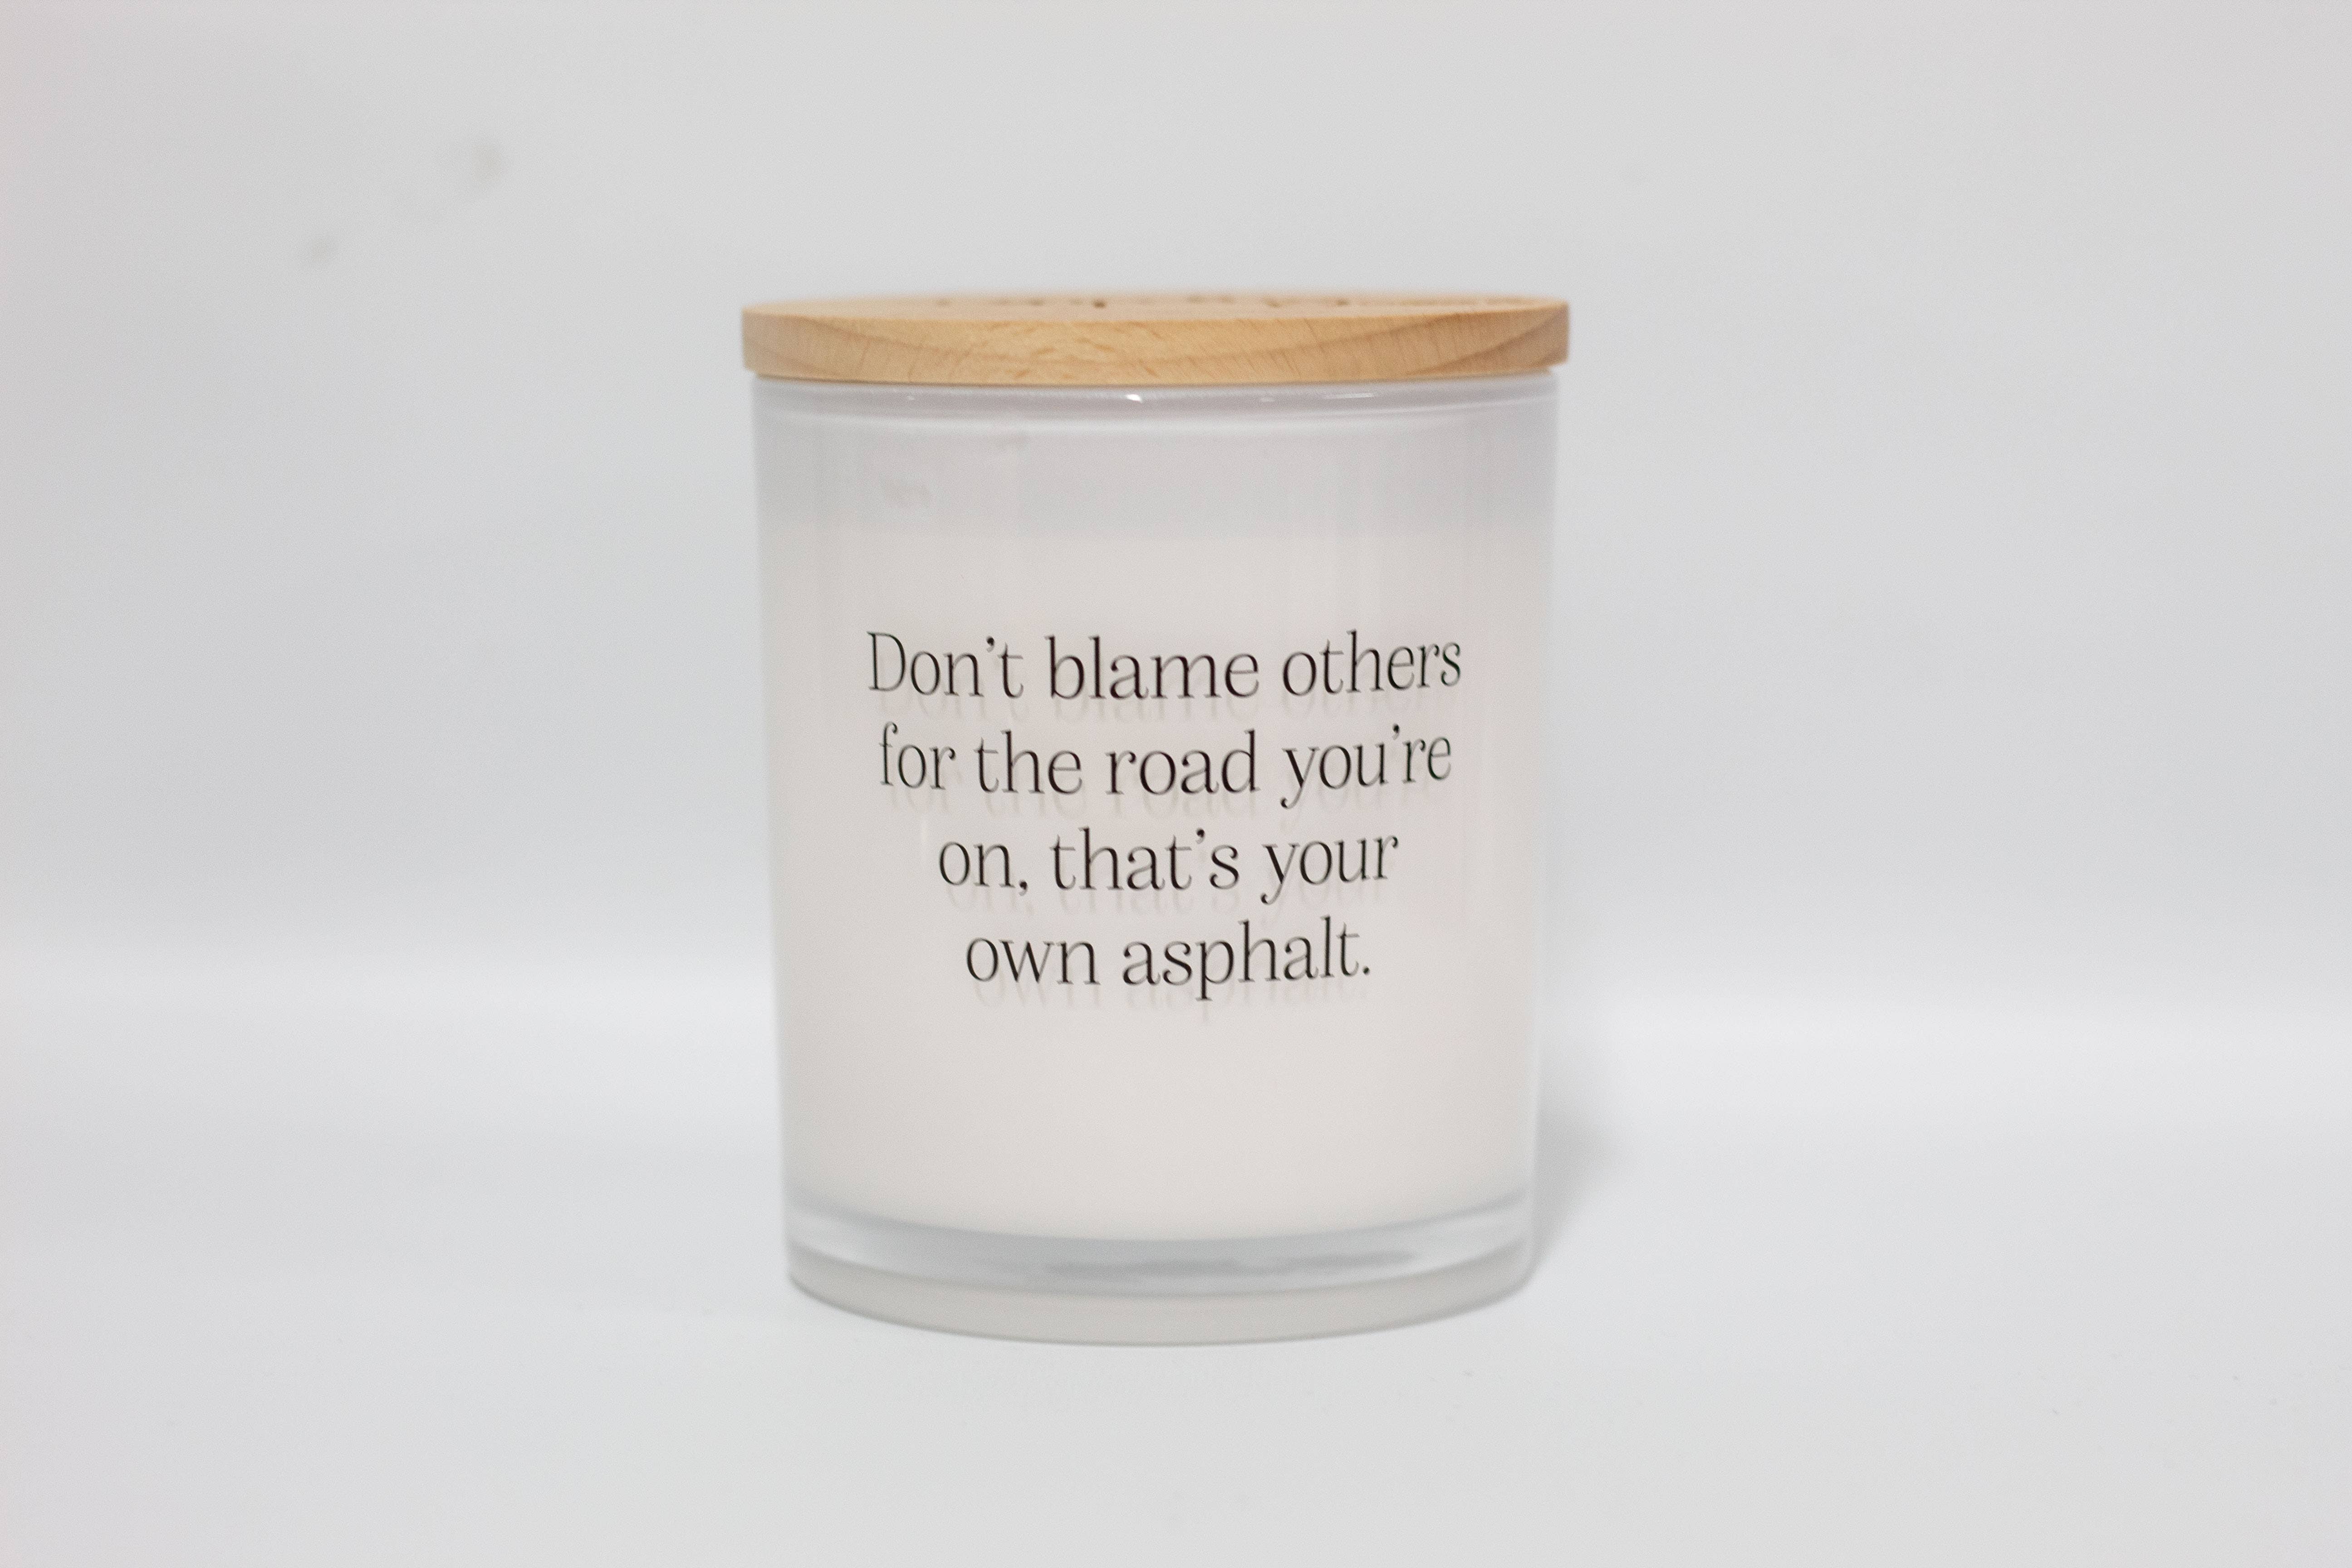 Don't blame others
for the road you're
on, that's your
own asphalt.